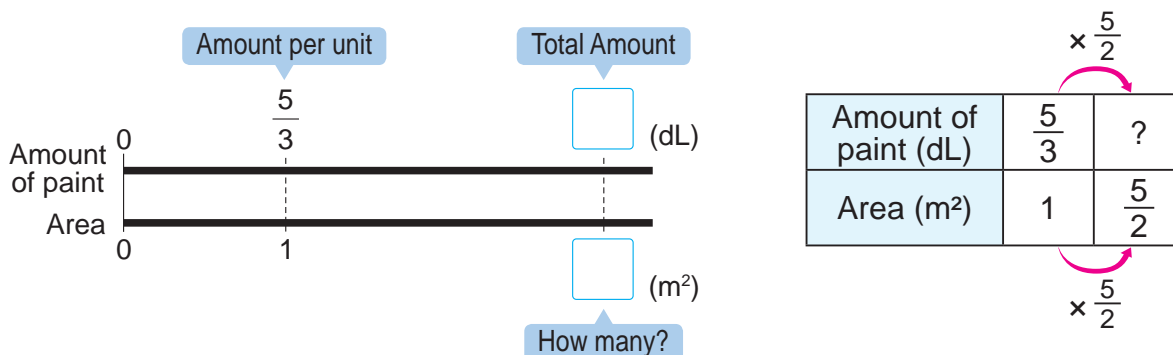 Amount per unit
Total Amount
0
5/3
(dL)
Amount
of paint
Area
0
1
(m²)
How many?
× 5/2
Amount of
paint (dL)
5/3
?
Area (m²)
1
5/2
× 5/2